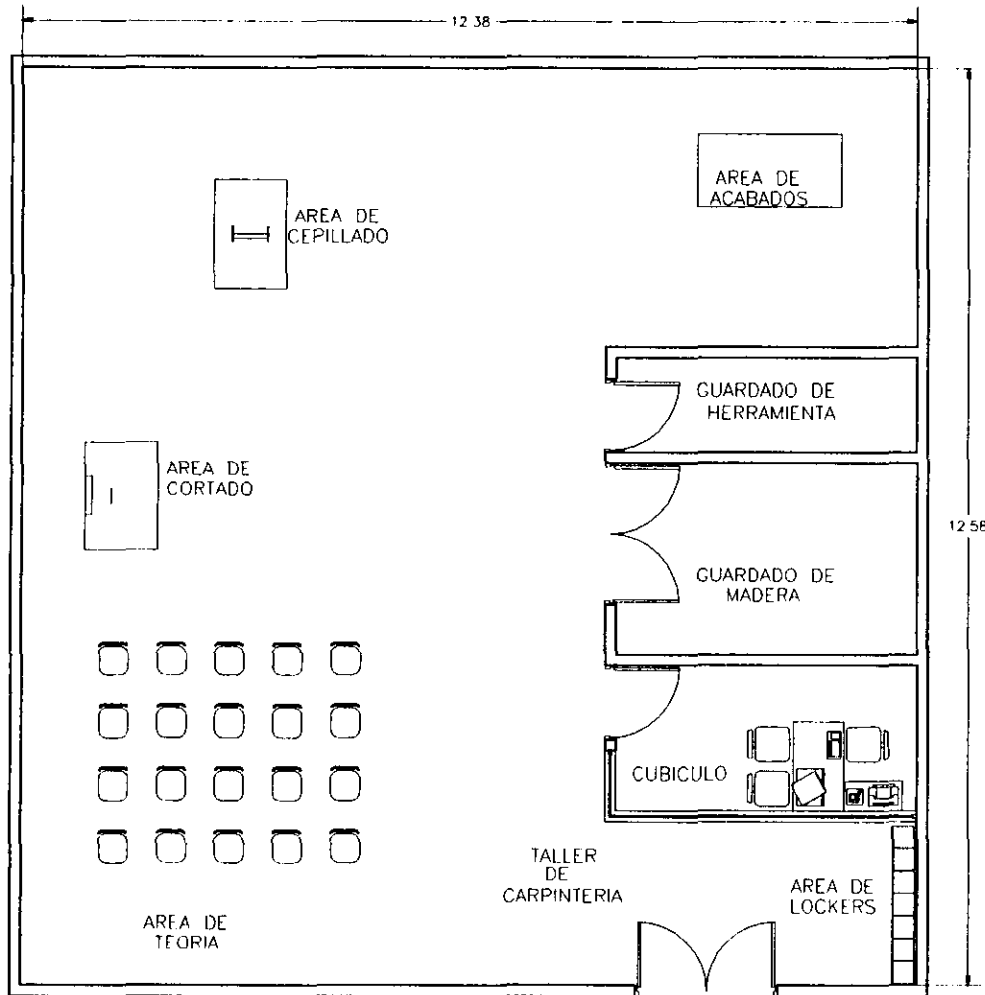 12 38
AREA DE
ACABADOS
AREA DE
CEPILLADO
GUARDADO DE
HERRAMIENTA
AREA DE
CORTADO
12 58
GUARDADO DE
MADERA
CUBICULO
TALLER
DE
CARPINTERIA
AREA DE
LOCKERS
AREA DE
TEORIA